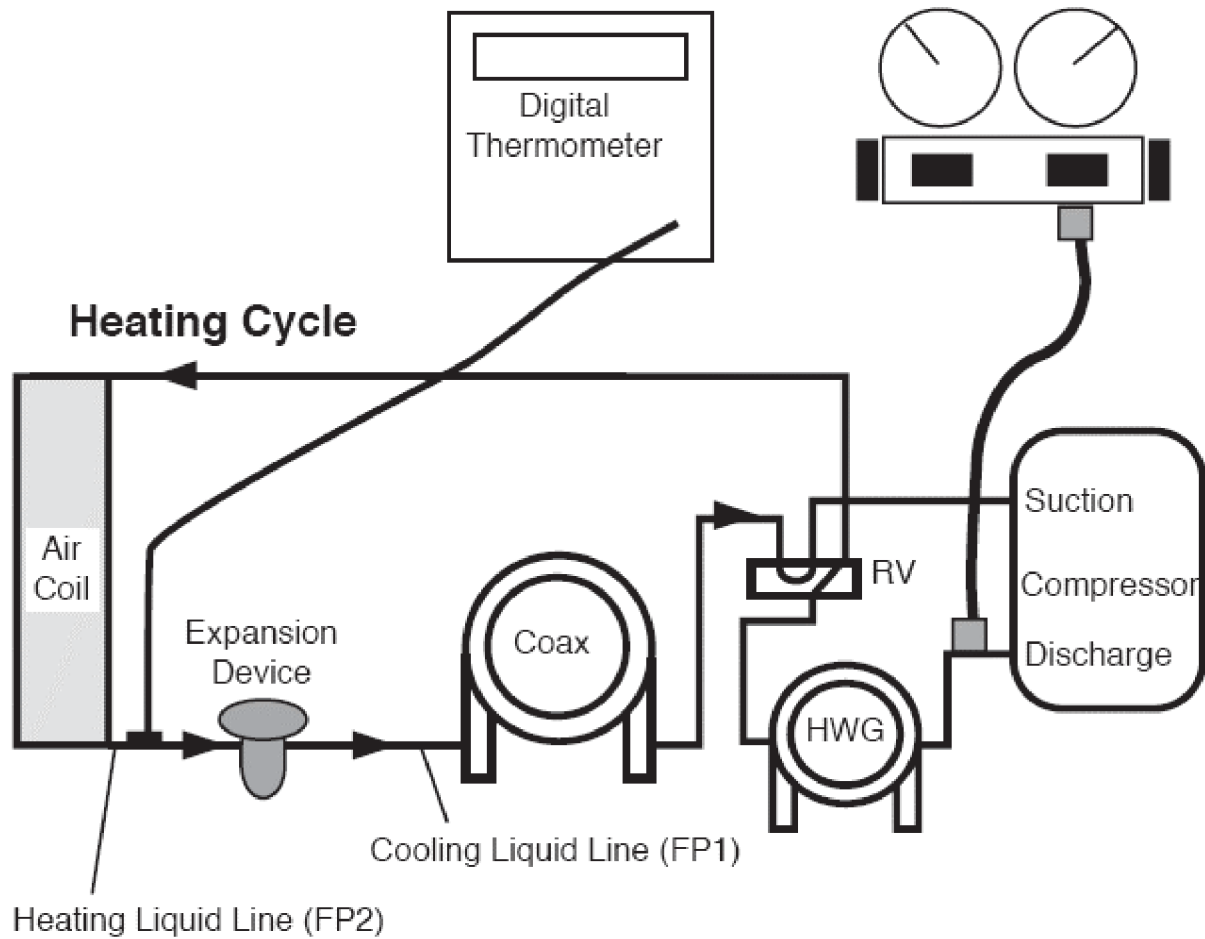 Digital
Thermometer
Heating Cycle
Suction
Air
Coil
RV
Compressor
Expansion
Device
Coax
Discharge
HWG
Cooling Liquid Line (FP1)
Heating Liquid Line (FP2)